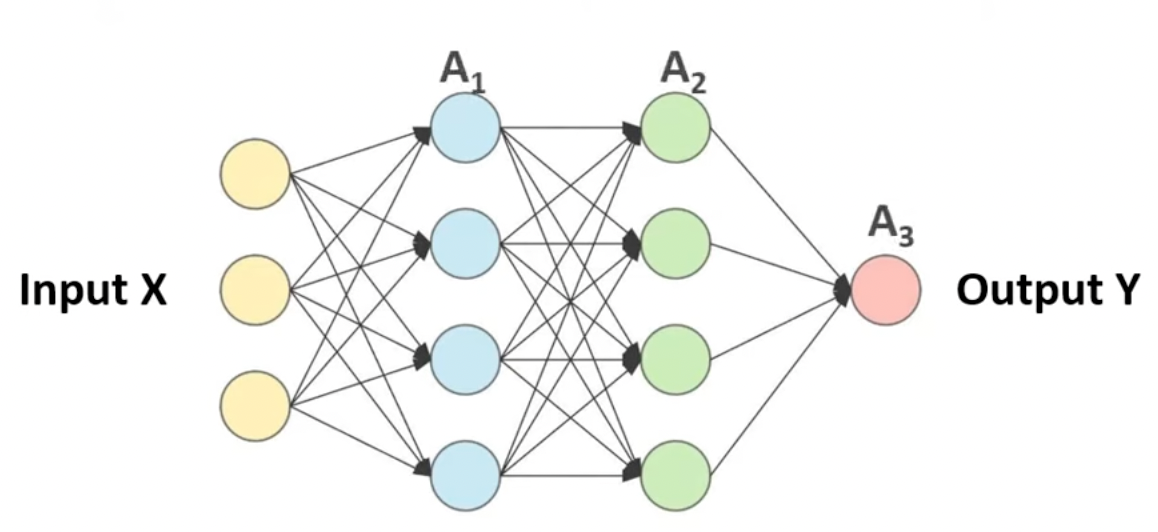 A₁
A₂
A₃
Input X
Output Y